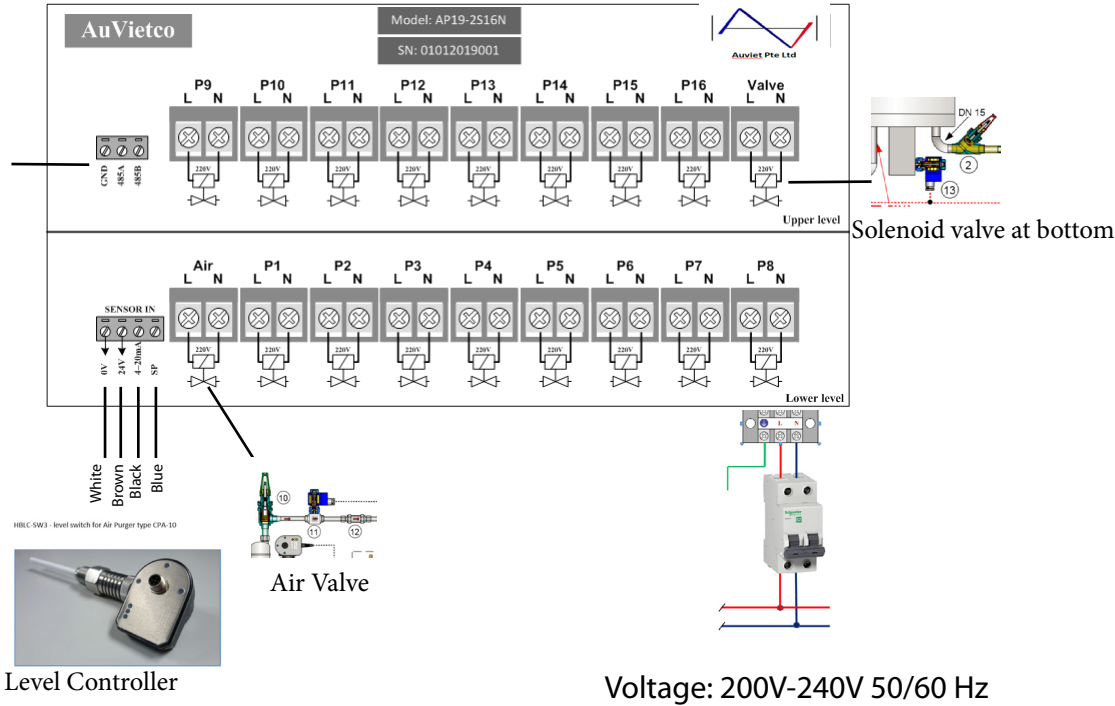 AuVietco
Model: AP19-2S16N
SN: 01012019001
Auviet Pte Ltd
P9 P10 P11 P12 P13 P14 P15 P16 Valve
L N L N L N L N L N L N L N L N L N
GND
485A
485B
220V 220V 220V 220V 220V 220V 220V 220V 220V
Upper level
DN 15
2
13
Solenoid valve at bottom
Air P1 P2 P3 P4 P5 P6 P7 P8
L N L N L N L N L N L N L N L N L N
SENSOR IN
0V
24V
4-20mA
SP
220V 220V 220V 220V 220V 220V 220V 220V 220V
Lower level
White
Brown
Black
Blue
L N
10
11
12
HBLC-SW3 - level switch for Air Purger type CPA-10
Air Valve
Schneider
Level Controller
Voltage: 200V-240V 50/60 Hz